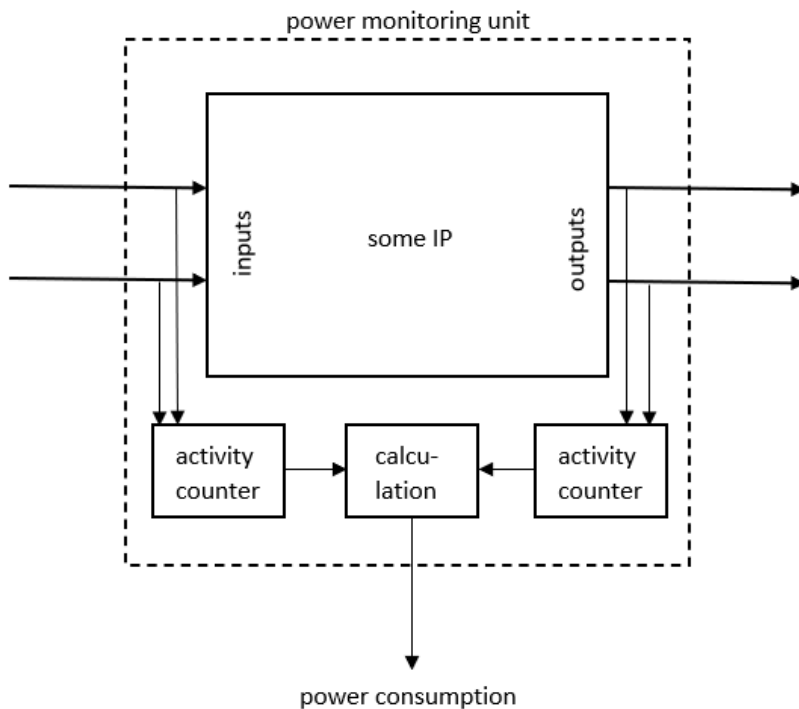 power monitoring unit
inputs
some IP
outputs
activity
counter
calcu-
lation
activity
counter
power consumption